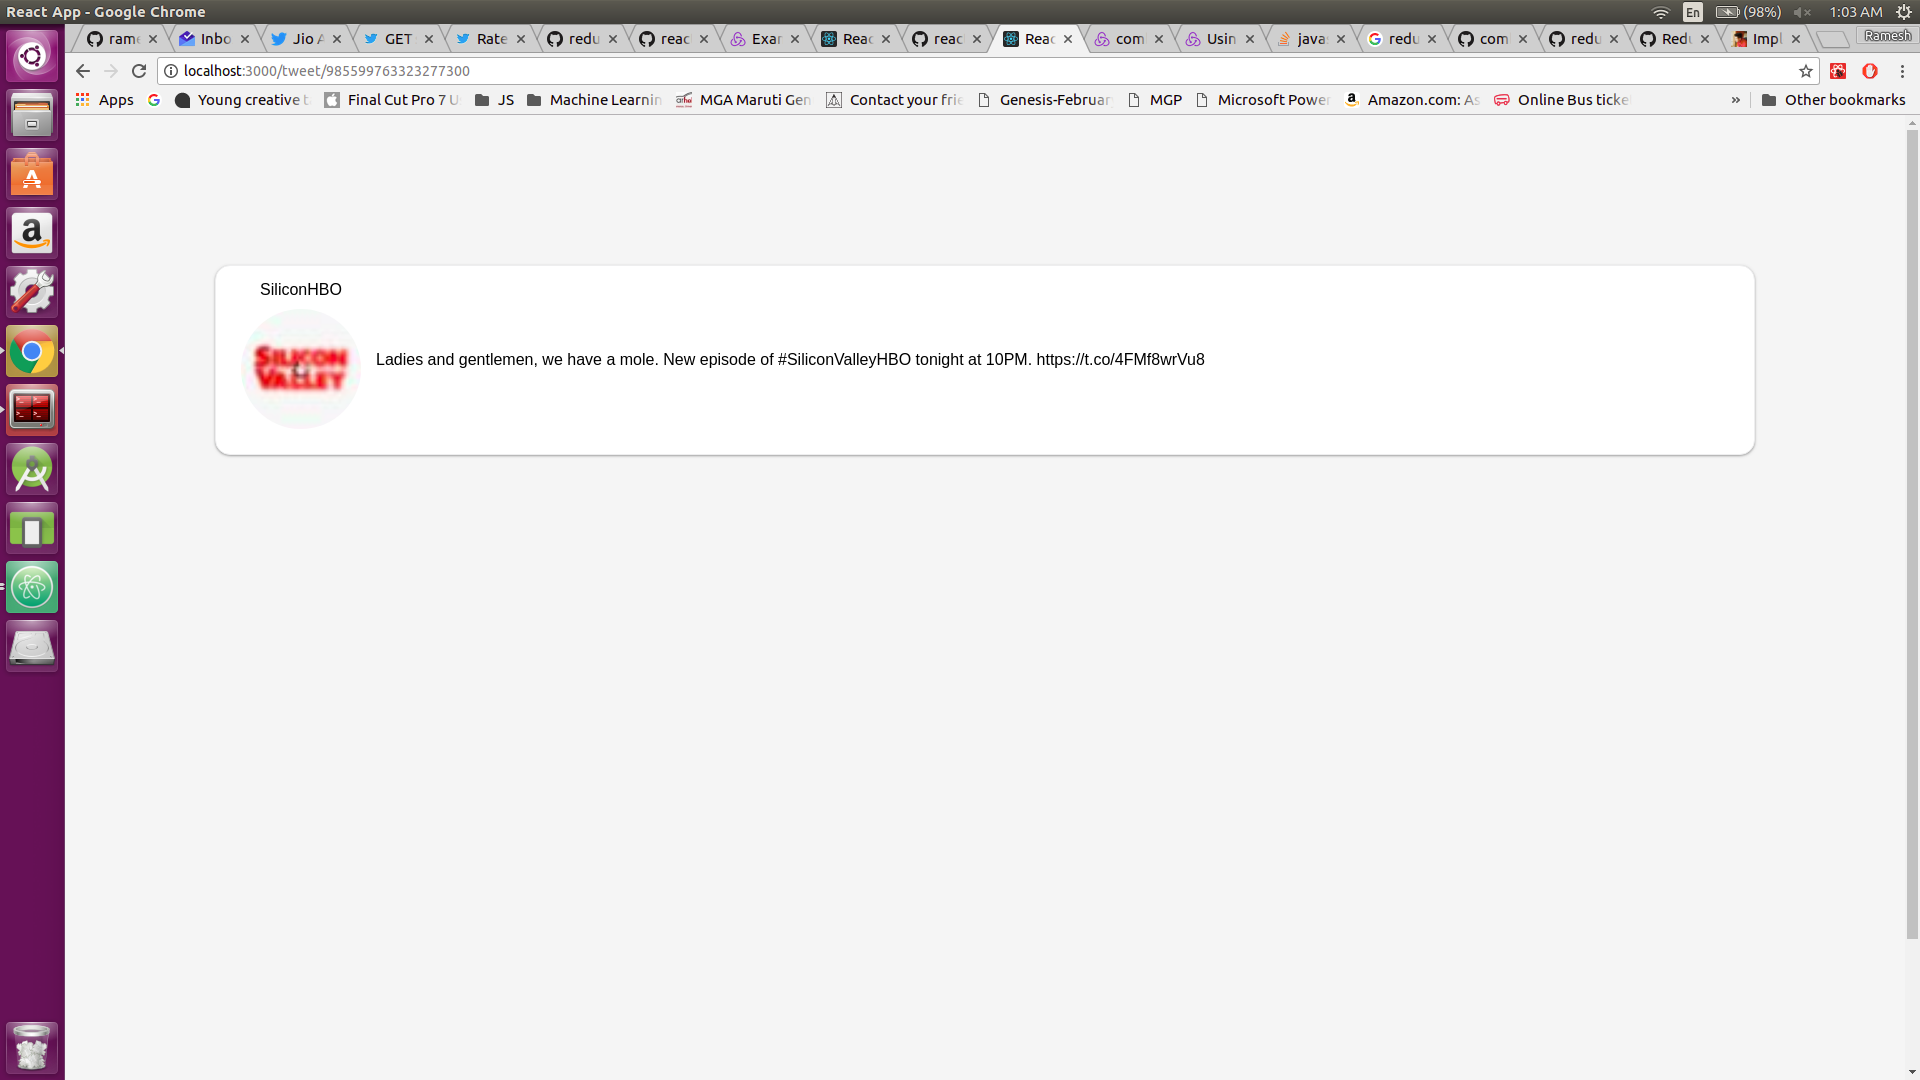 React App - Google Chrome
En
(98%)
1:03 AM
rame
Inbo
Jio A
GET
Rate
redu
reac
Exar
Reac
reac
Reac
com
Usin
javas
redu
com
redu
Redu
Impl
Ramesh
localhost:3000/tweet/985599763323277300
Apps
Young creative t
Final Cut Pro 7 U
JS
Machine Learnin
MGA Maruti Gen
Contact your frie
Genesis-Februar
MGP
Microsoft Power
Amazon.com: As
Online Bus ticke
»
Other bookmarks
SiliconHBO
SILICON
VALLEY
Ladies and gentlemen, we have a mole. New episode of #SiliconValleyHBO tonight at 10PM. https://t.co/4FMf8wrVu8